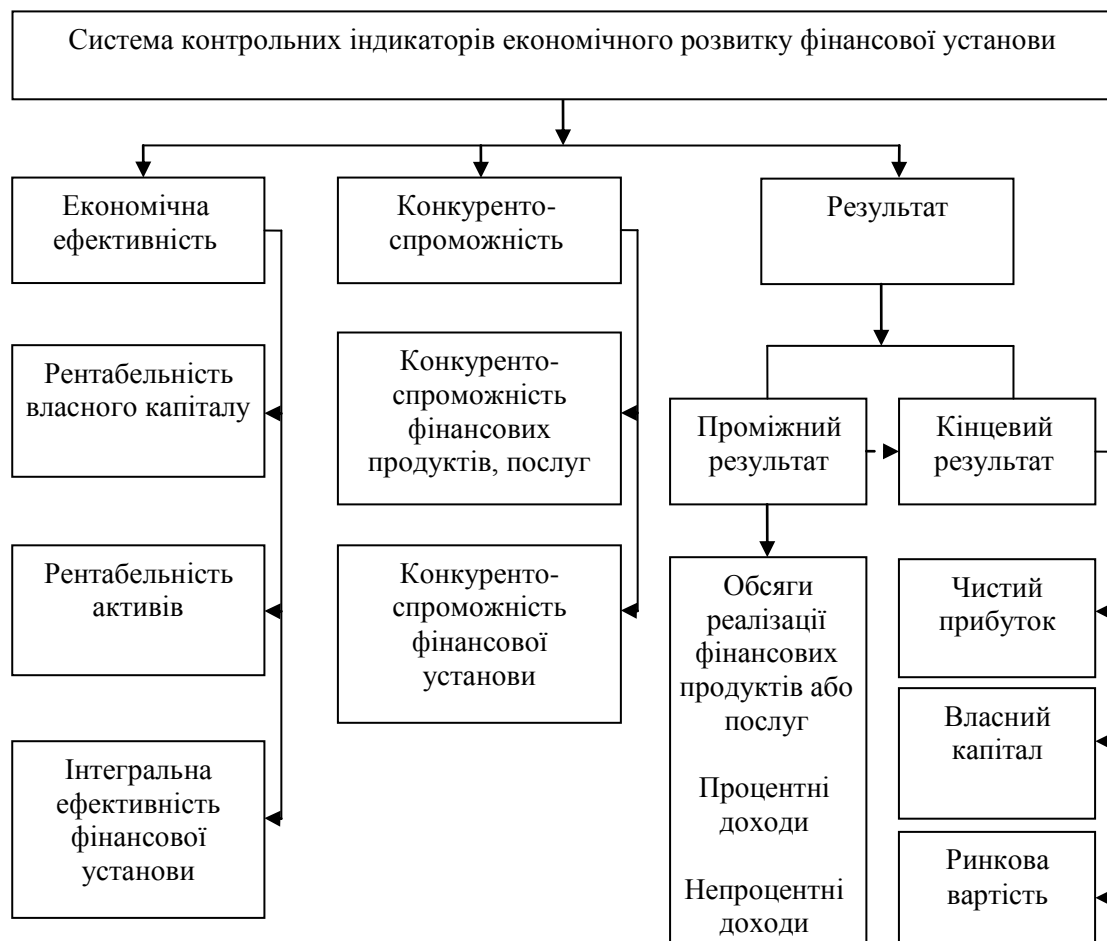 Система контрольних індикаторів економічного розвитку фінансової установи
Економічна
ефективність
Конкуренто-
спроможність
Результат
Рентабельність
власного капіталу
Конкуренто-
спроможність
фінансових
продуктів, послуг
Проміжний
результат
Кінцевий
результат
Рентабельність
активів
Конкуренто-
спроможність
фінансової
установи
Обсяги
реалізації
фінансових
продуктів або
послуг
Процентні
доходи
Непроцентні
доходи
Чистий
прибуток
Власний
капітал
Інтегральна
ефективність
фінансової
установи
Ринкова
вартість